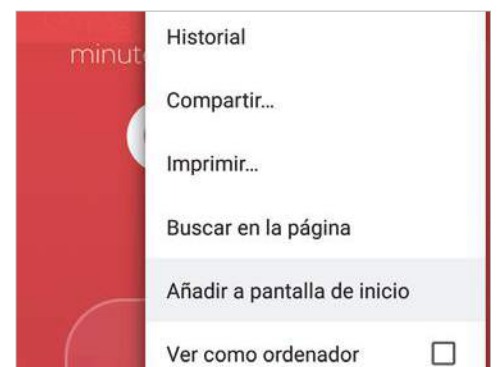 Historial
Compartir...
Imprimir...
Buscar en la página
Añadir a pantalla de inicio
Ver como ordenador